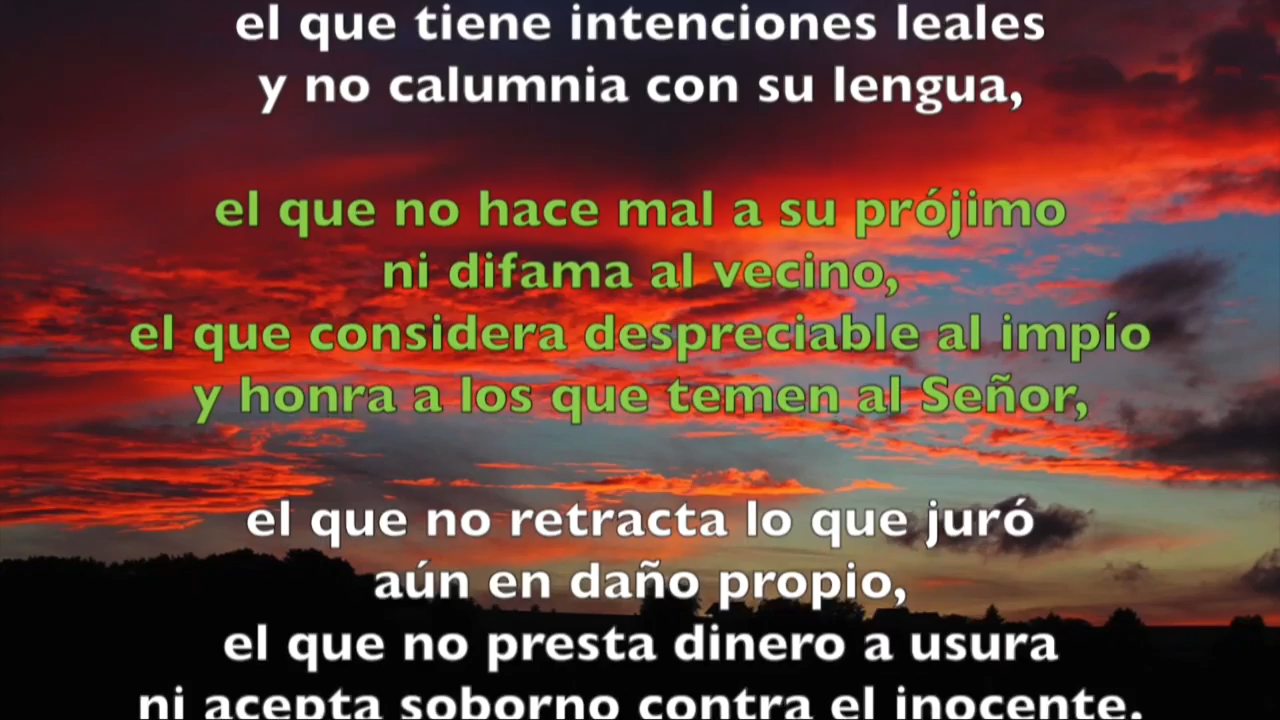 el que tiene intenciones leales
y no calumnia con su lengua,
el que no hace mal a su prójimo
ni difama al vecino,
el que considera despreciable al impío
y honra a los que temen al Señor,
el que no retracta lo que juró
aún en daño propio,
el que no presta dinero a usura
ni acepta soborno contra el inocente.